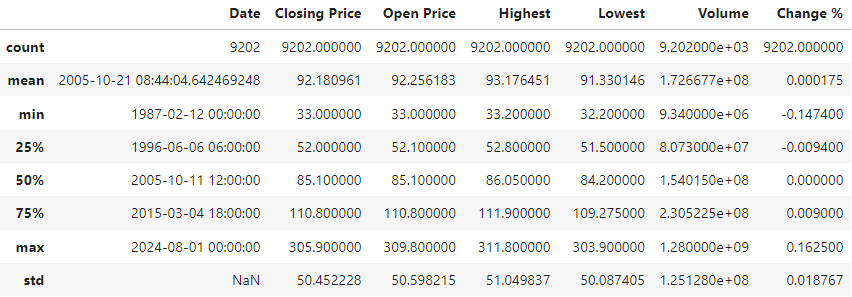 Date Closing Price Open Price Highest Lowest Volume Change %
count 9202 9202.000000 9202.000000 9202.000000 9202.000000 9.202000e+03 9202.000000
mean 2005-10-21 08:44:04.642469248 92.180961 92.256183 93.176451 91.330146 1.726677e+08 0.000175
min 1987-02-12 00:00:00 33.000000 33.000000 33.200000 32.200000 9.340000e+06 -0.147400
25% 1996-06-06 06:00:00 52.000000 52.100000 52.800000 51.500000 8.073000e+07 -0.009400
50% 2005-10-11 12:00:00 85.100000 85.100000 86.050000 84.200000 1.540150e+08 0.000000
75% 2015-03-04 18:00:00 110.800000 110.800000 111.900000 109.275000 2.305225e+08 0.009000
max 2024-08-01 00:00:00 305.900000 309.800000 311.800000 303.900000 1.280000e+09 0.162500
std NaN 50.452228 50.598215 51.049837 50.087405 1.251280e+08 0.018767